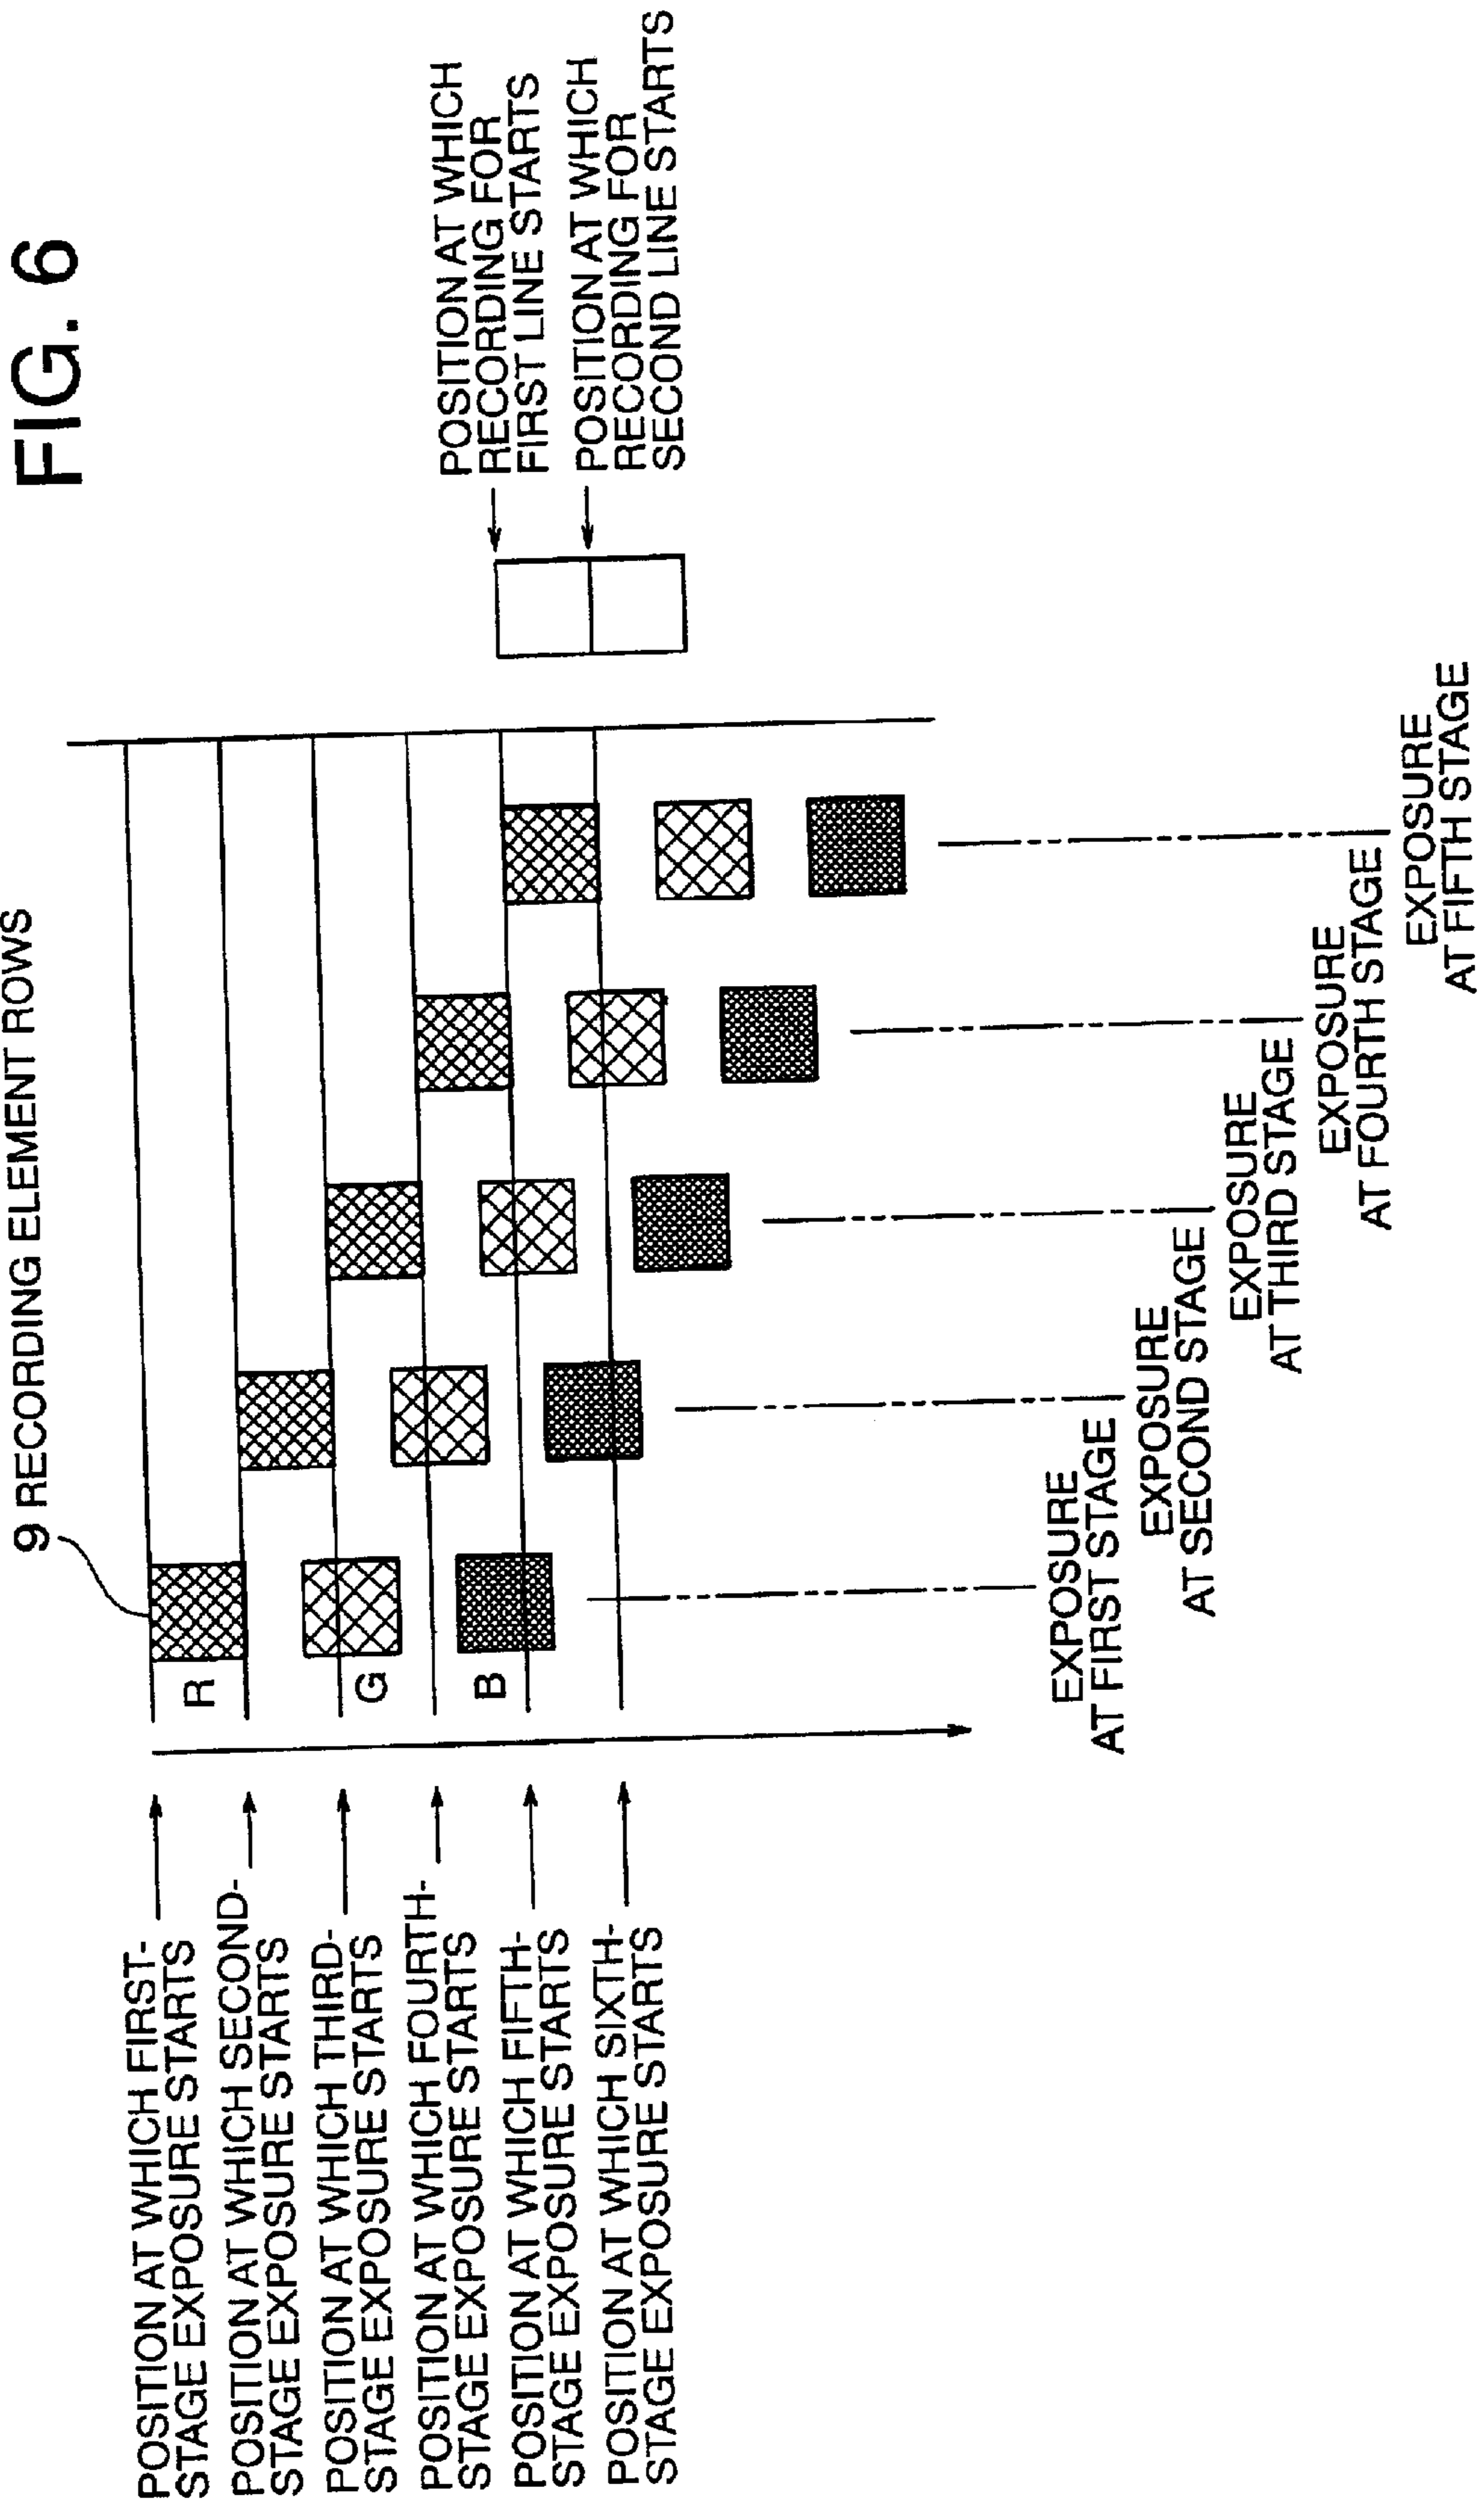 FIG. 6
9 RECORDING ELEMENT ROWS
POSITION AT WHICH FIRST-
STAGE EXPOSURE STARTS
POSITION AT WHICH SECOND-
STAGE EXPOSURE STARTS
POSITION AT WHICH THIRD-
STAGE EXPOSURE STARTS
POSITION AT WHICH FOURTH-
STAGE EXPOSURE STARTS
POSITION AT WHICH FIFTH-
STAGE EXPOSURE STARTS
POSITION AT WHICH SIXTH-
STAGE EXPOSURE STARTS
R
G
B
POSITION AT WHICH
RECORDING FOR
FIRST LINE STARTS
POSITION AT WHICH
RECORDING FOR
SECOND LINE STARTS
EXPOSURE
AT FIRST STAGE
EXPOSURE
AT SECOND STAGE
EXPOSURE
AT THIRD STAGE
EXPOSURE
AT FOURTH STAGE
EXPOSURE
AT FIFTH STAGE